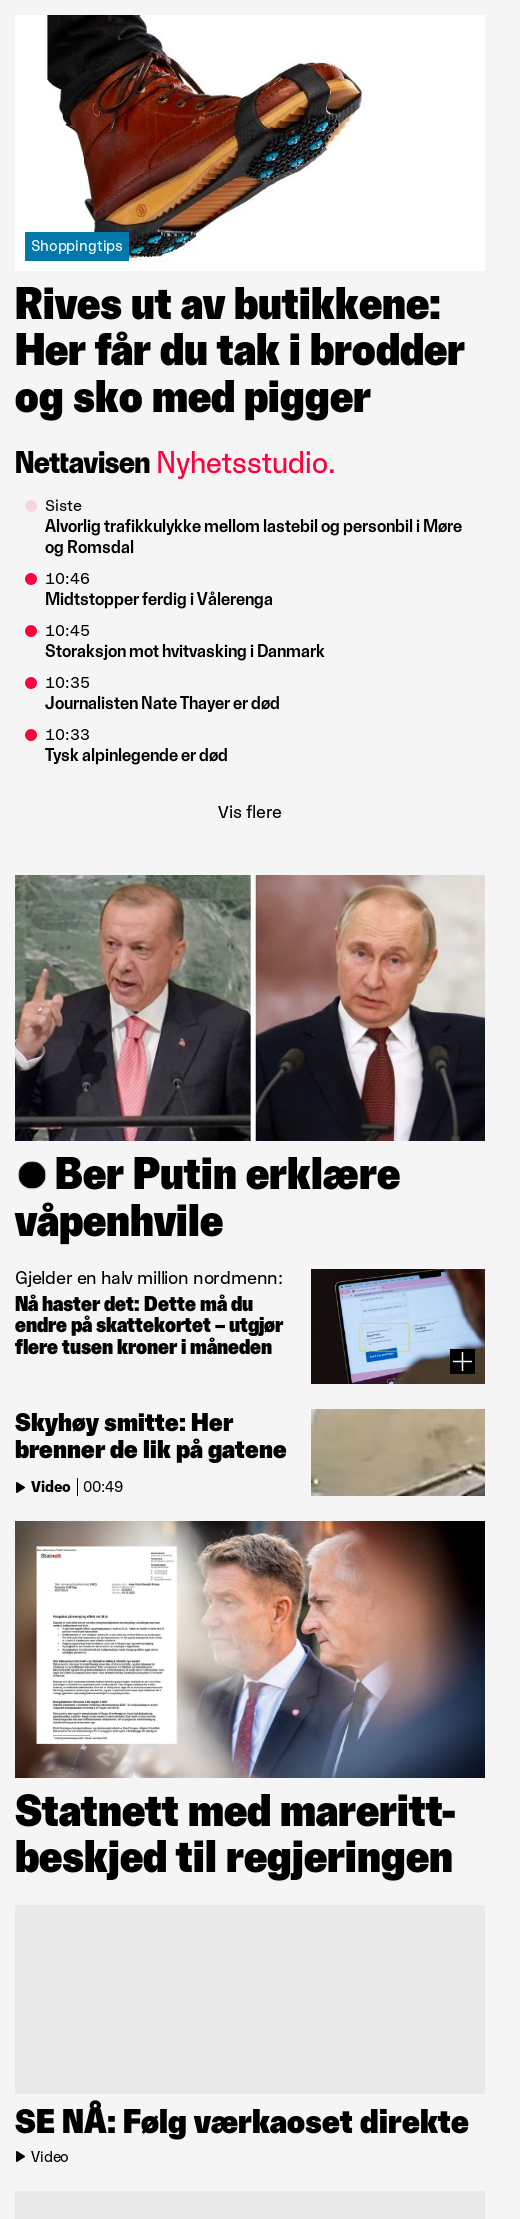 Shoppingtips
Rives ut av butikkene:
Her får du tak i brodder
og sko med pigger
Nettavisen Nyhetsstudio.
Siste
Alvorlig trafikkulykke mellom lastebil og personbil i Møre
og Romsdal
10:46
Midtstopper ferdig i Vålerenga
10:45
Storaksjon mot hvitvasking i Danmark
10:35
Journalisten Nate Thayer er død
10:33
Tysk alpinlegende er død
Vis flere
Ber Putin erklære
våpenhvile
Gjelder en halv million nordmenn:
Nå haster det: Dette må du
endre på skattekortet – utgjør
flere tusen kroner i måneden
Skyhøy smitte: Her
brenner de lik på gatene
Video | 00:49
Statnett
Statnett med mareritt-
beskjed til regjeringen
SE NÅ: Følg værkaoset direkte
Video